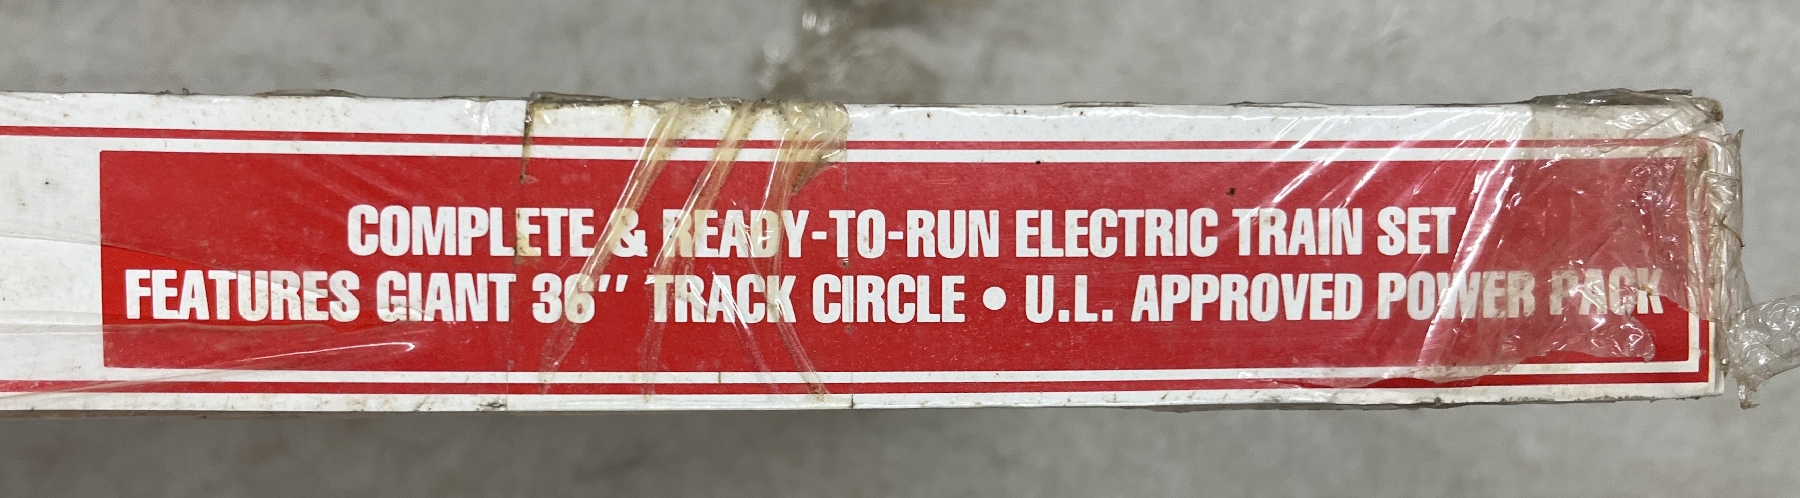 COMPLETE & READY-TO-RUN ELECTRIC TRAIN SET
FEATURES GIANT 36" TRACK CIRCLE • U.L. APPROVED POWER PACK